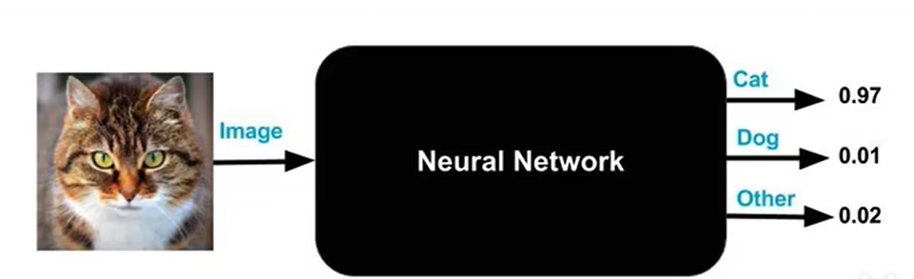 Image
Neural Network
Cat
0.97
Dog
0.01
Other
0.02